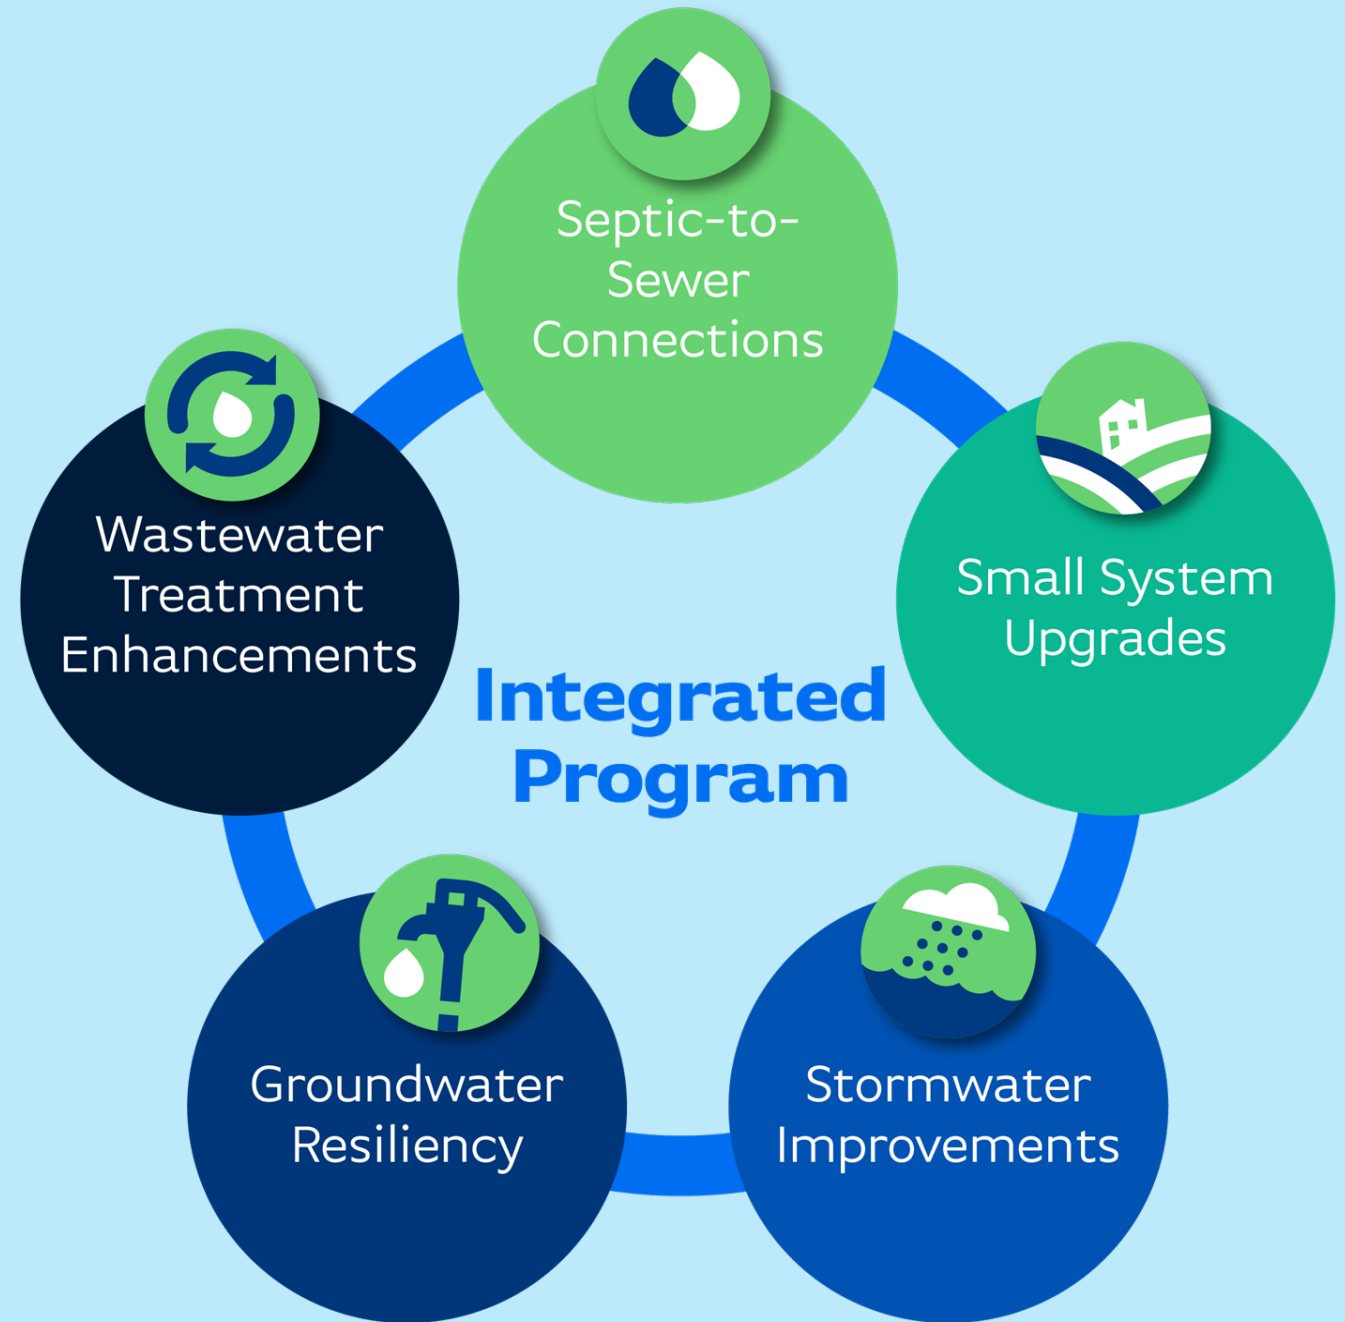 Septic-to-
Sewer
Connections
Wastewater
Treatment
Enhancements
Small System
Upgrades
Integrated
Program
Groundwater
Resiliency
Stormwater
Improvements